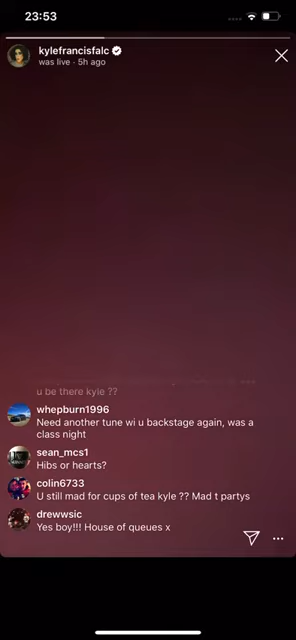 23:53
kylefrancisfalc
was live · 5h ago
u be there kyle ??
whepburn1996
Need another tune wi u backstage again, was a
class night
sean_mcs1
Hibs or hearts?
colin6733
U still mad for cups of tea kyle ?? Mad t partys
drewwsic
Yes boy!!! House of queues x